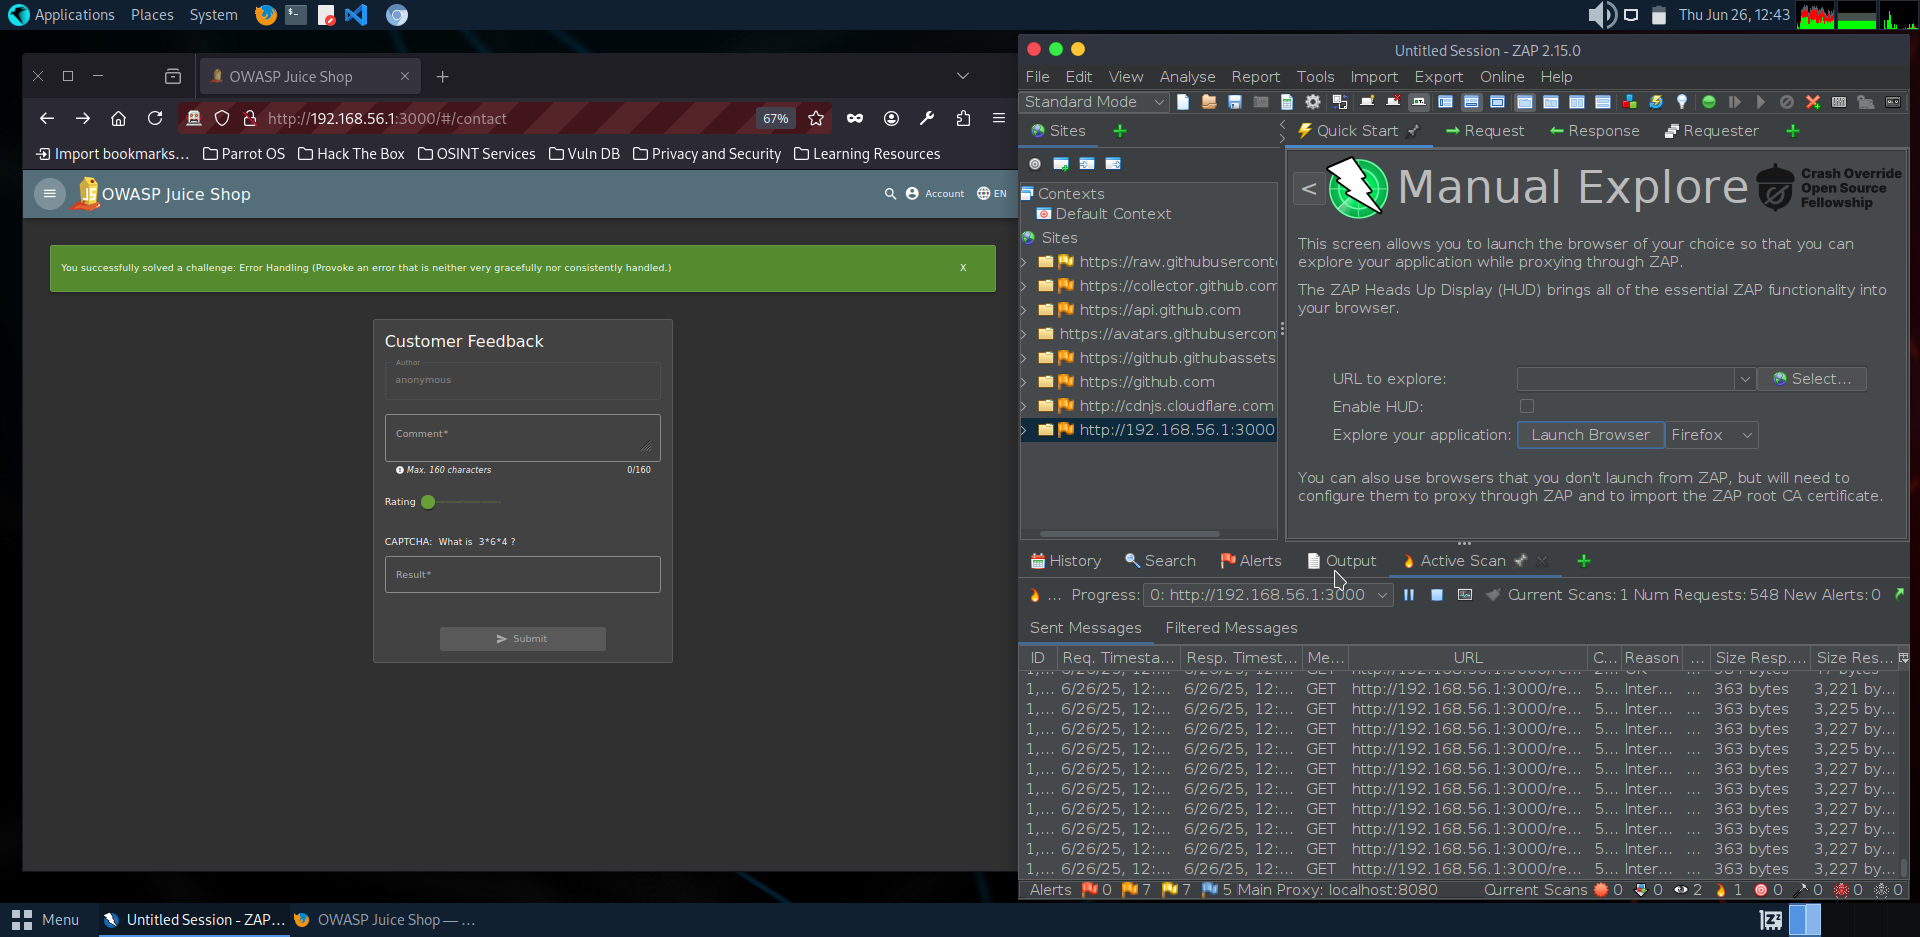 Applications Places System
Thu Jun 26, 12:43
OWASP Juice Shop
http://192.168.56.1:3000/#/contact
67%
Import bookmarks... Parrot OS Hack The Box OSINT Services Vuln DB Privacy and Security Learning Resources
OWASP Juice Shop
Account EN
You successfully solved a challenge: Error Handling (Provoke an error that is neither very gracefully nor consistently handled.) X
Customer Feedback
Author
anonymous
Comment*
Max. 160 characters 0/160
Rating
CAPTCHA: What is 3*6*4 ?
Result*
Submit
Untitled Session - ZAP 2.15.0
File Edit View Analyse Report Tools Import Export Online Help
Standard Mode
Sites
Quick Start Request Response Requester
Contexts
Default Context
Sites
https://raw.githubusercont
https://collector.github.com
https://api.github.com
https://avatars.githubusercon
https://github.githubassets
https://github.com
http://cdnjs.cloudflare.com
http://192.168.56.1:3000
< Manual Explore
Crash Override
Open Source
Fellowship
This screen allows you to launch the browser of your choice so that you can
explore your application while proxying through ZAP.
The ZAP Heads Up Display (HUD) brings all of the essential ZAP functionality into
your browser.
URL to explore: Select...
Enable HUD:
Explore your application: Launch Browser Firefox
You can also use browsers that you don't launch from ZAP, but will need to
configure them to proxy through ZAP and to import the ZAP root CA certificate.
History Search Alerts Output Active Scan
... Progress: 0: http://192.168.56.1:3000 Current Scans: 1 Num Requests: 548 New Alerts: 0
Sent Messages Filtered Messages
ID Req. Timesta... Resp. Timest... Me... URL C... Reason ... Size Resp.... Size Res...
1,... 6/26/25, 12:... 6/26/25, 12:... GET http://192.168.56.1:3000/re... 5... Inter... ... 363 bytes 3,221 by...
1,... 6/26/25, 12:... 6/26/25, 12:... GET http://192.168.56.1:3000/re... 5... Inter... ... 363 bytes 3,225 by...
1,... 6/26/25, 12:... 6/26/25, 12:... GET http://192.168.56.1:3000/re... 5... Inter... ... 363 bytes 3,227 by...
1,... 6/26/25, 12:... 6/26/25, 12:... GET http://192.168.56.1:3000/re... 5... Inter... ... 363 bytes 3,225 by...
1,... 6/26/25, 12:... 6/26/25, 12:... GET http://192.168.56.1:3000/re... 5... Inter... ... 363 bytes 3,227 by...
1,... 6/26/25, 12:... 6/26/25, 12:... GET http://192.168.56.1:3000/re... 5... Inter... ... 363 bytes 3,227 by...
1,... 6/26/25, 12:... 6/26/25, 12:... GET http://192.168.56.1:3000/re... 5... Inter... ... 363 bytes 3,227 by...
1,... 6/26/25, 12:... 6/26/25, 12:... GET http://192.168.56.1:3000/re... 5... Inter... ... 363 bytes 3,227 by...
1,... 6/26/25, 12:... 6/26/25, 12:... GET http://192.168.56.1:3000/re... 5... Inter... ... 363 bytes 3,227 by...
1,... 6/26/25, 12:... 6/26/25, 12:... GET http://192.168.56.1:3000/re... 5... Inter... ... 363 bytes 3,227 by...
Alerts 0 7 7 5 Main Proxy: localhost:8080 Current Scans 0 0 2 1 0 0 0 0
Menu Untitled Session - ZAP... OWASP Juice Shop — ...